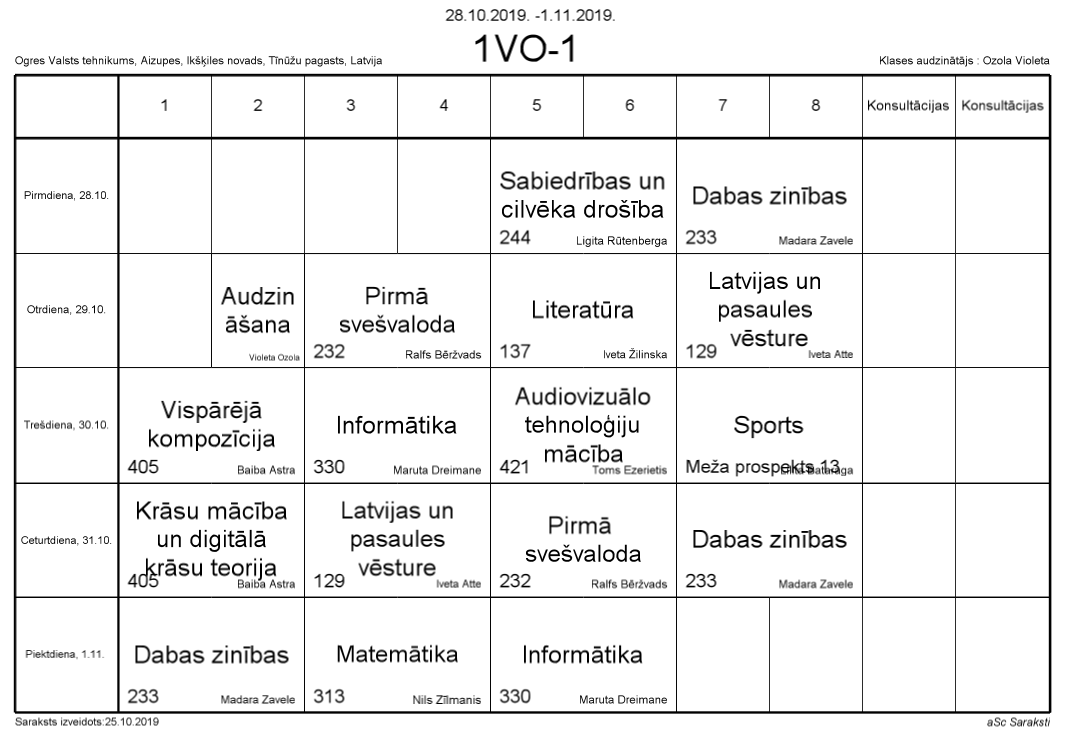 28.10.2019. -1.11.2019.
1VO-1
Ogres Valsts tehnikums, Aizupes, Ikšķiles novads, Tīnūžu pagasts, Latvija
Klases audzinātājs : Ozola Violeta
1 2 3 4 5 6 7 8 Konsultācijas Konsultācijas
Pirmdiena, 28.10.
Sabiedrības un
cilvēka drošība
244 Ligita Rūtenberga
Dabas zinības
233 Madara Zavele
Otrdiena, 29.10.
Audzin
āšana
Violeta Ozola
Pirmā
svešvaloda
232 Ralfs Bēržvads
Literatūra
137 Iveta Žilinska
Latvijas un
pasaules
vēsture
129 Iveta Atte
Trešdiena, 30.10.
Vispārējā
kompozīcija
405 Baiba Astra
Informātika
330 Maruta Dreimane
Audiovizuālo
tehnoloģiju
mācība
421 Toms Ezerietis
Sports
Meža prospekts 13
Ceturtdiena, 31.10.
Krāsu mācība
un digitālā
krāsu teorija
405 Baiba Astra
Latvijas un
pasaules
vēsture
129 Iveta Atte
Pirmā
svešvaloda
232 Ralfs Bēržvads
Dabas zinības
233 Madara Zavele
Piektdiena, 1.11.
Dabas zinības
233 Madara Zavele
Matemātika
313 Nils Zīlmanis
Informātika
330 Maruta Dreimane
Saraksts izveidots:25.10.2019
aSc Saraksti